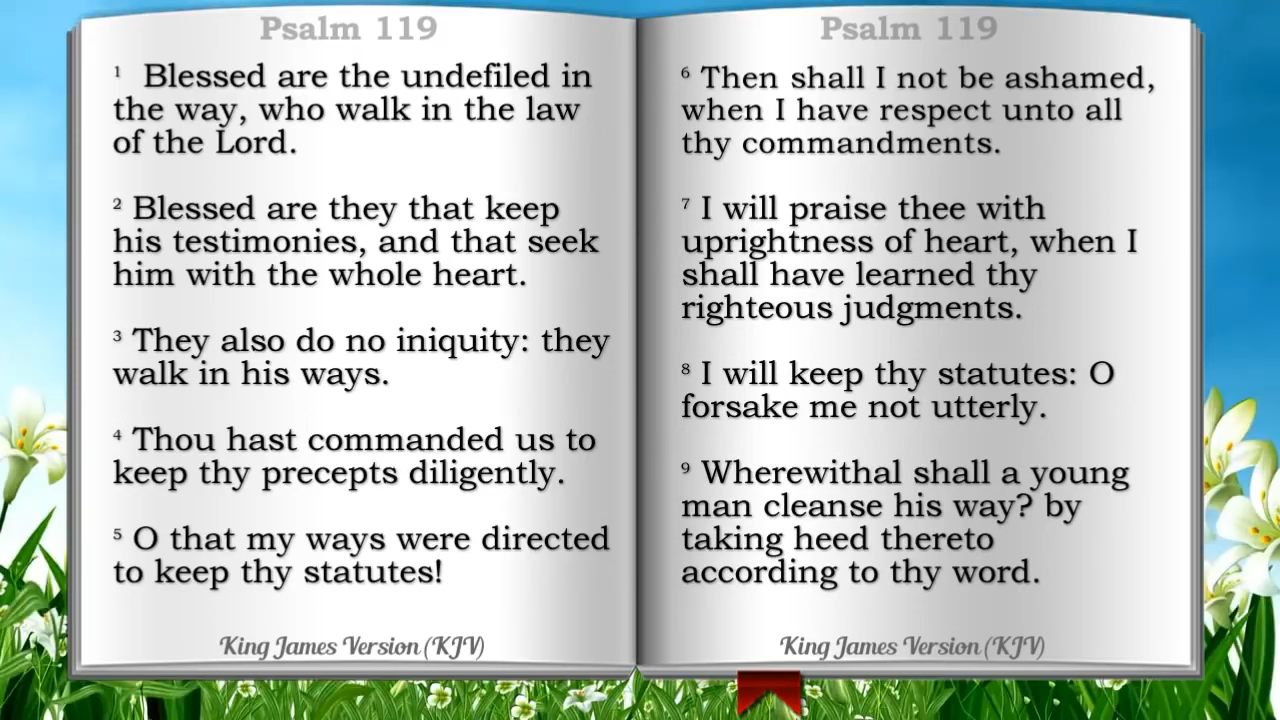 Psalm 119
¹ Blessed are the undefiled in
the way, who walk in the law
of the Lord.
² Blessed are they that keep
his testimonies, and that seek
him with the whole heart.
³ They also do no iniquity: they
walk in his ways.
⁴ Thou hast commanded us to
keep thy precepts diligently.
⁵ O that my ways were directed
to keep thy statutes!
King James Version (KJV)
Psalm 119
⁶ Then shall I not be ashamed,
when I have respect unto all
thy commandments.
⁷ I will praise thee with
uprightness of heart, when I
shall have learned thy
righteous judgments.
⁸ I will keep thy statutes: O
forsake me not utterly.
⁹ Wherewithal shall a young
man cleanse his way? by
taking heed thereto
according to thy word.
King James Version (KJV)